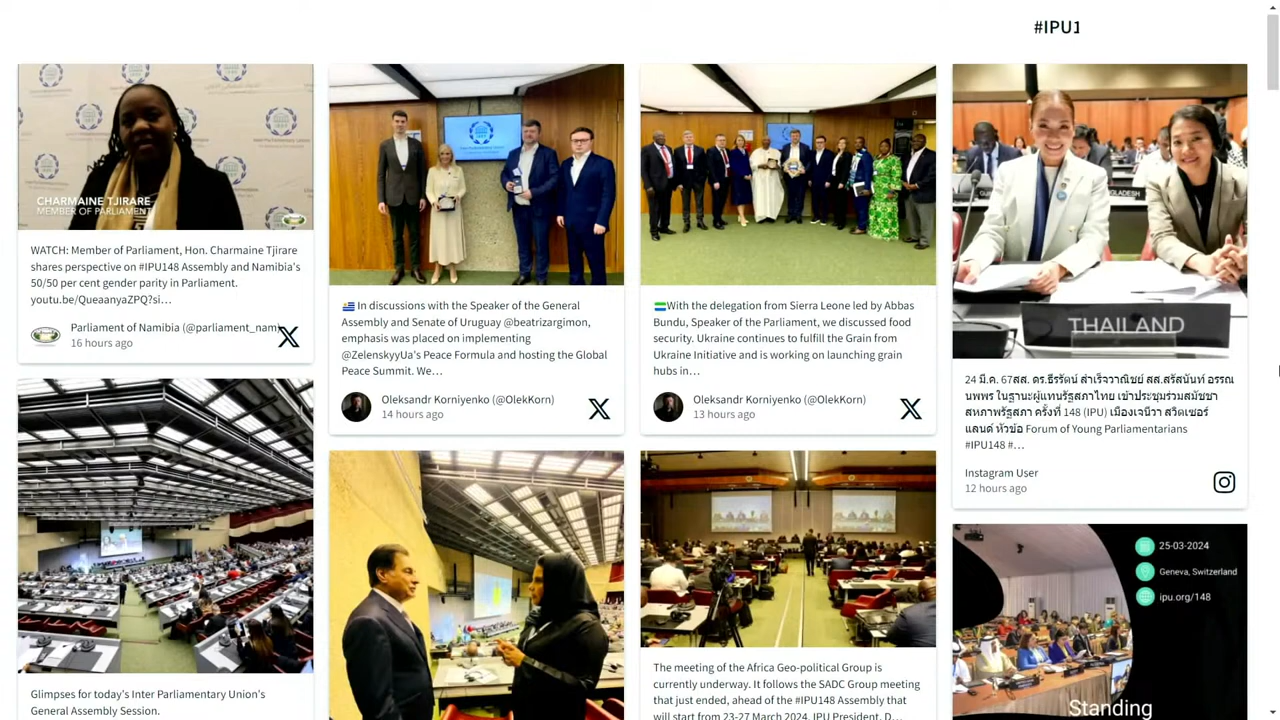 #IPU1
CHARMAINE TJIRARE
MEMBER OF PARLIAMENT
WATCH: Member of Parliament, Hon. Charmaine Tjirare
shares perspective on #IPU148 Assembly and Namibia's
50/50 per cent gender parity in Parliament.
youtu.be/QueaanyaZPQ?si…
Parliament of Namibia (@parliament_nam)
16 hours ago
Glimpses for today's Inter Parliamentary Union's
General Assembly Session.
In discussions with the Speaker of the General
Assembly and Senate of Uruguay @beatrizargimon,
emphasis was placed on implementing
@ZelenskyyUa's Peace Formula and hosting the Global
Peace Summit. We…
Oleksandr Korniyenko (@OlekKorn)
14 hours ago
With the delegation from Sierra Leone led by Abbas
Bundu, Speaker of the Parliament, we discussed food
security. Ukraine continues to fulfill the Grain from
Ukraine Initiative and is working on launching grain
hubs in…
Oleksandr Korniyenko (@OlekKorn)
13 hours ago
The meeting of the Africa Geo-political Group is
currently underway. It follows the SADC Group meeting
that just ended, ahead of the #IPU148 Assembly that
will start from 23-27 March 2024. IPU President, D…
THAILAND
24 มี.ค. 67สส. ดร.ธีรรัตน์ สำเร็จวาณิชย์ สส.สรัสนันท์ อรรณ
นพพร ในฐานะผู้แทนรัฐสภาไทย เข้าประชุมร่วมสมัชชา
สหภาพรัฐสภา ครั้งที่ 148 (IPU) เมืองเจนีวา สวิตเซอร์
แลนด์ หัวข้อ Forum of Young Parliamentarians
#IPU148 #…
Instagram User
12 hours ago
25-03-2024
Geneva, Switzerland
ipu.org/148
Standing